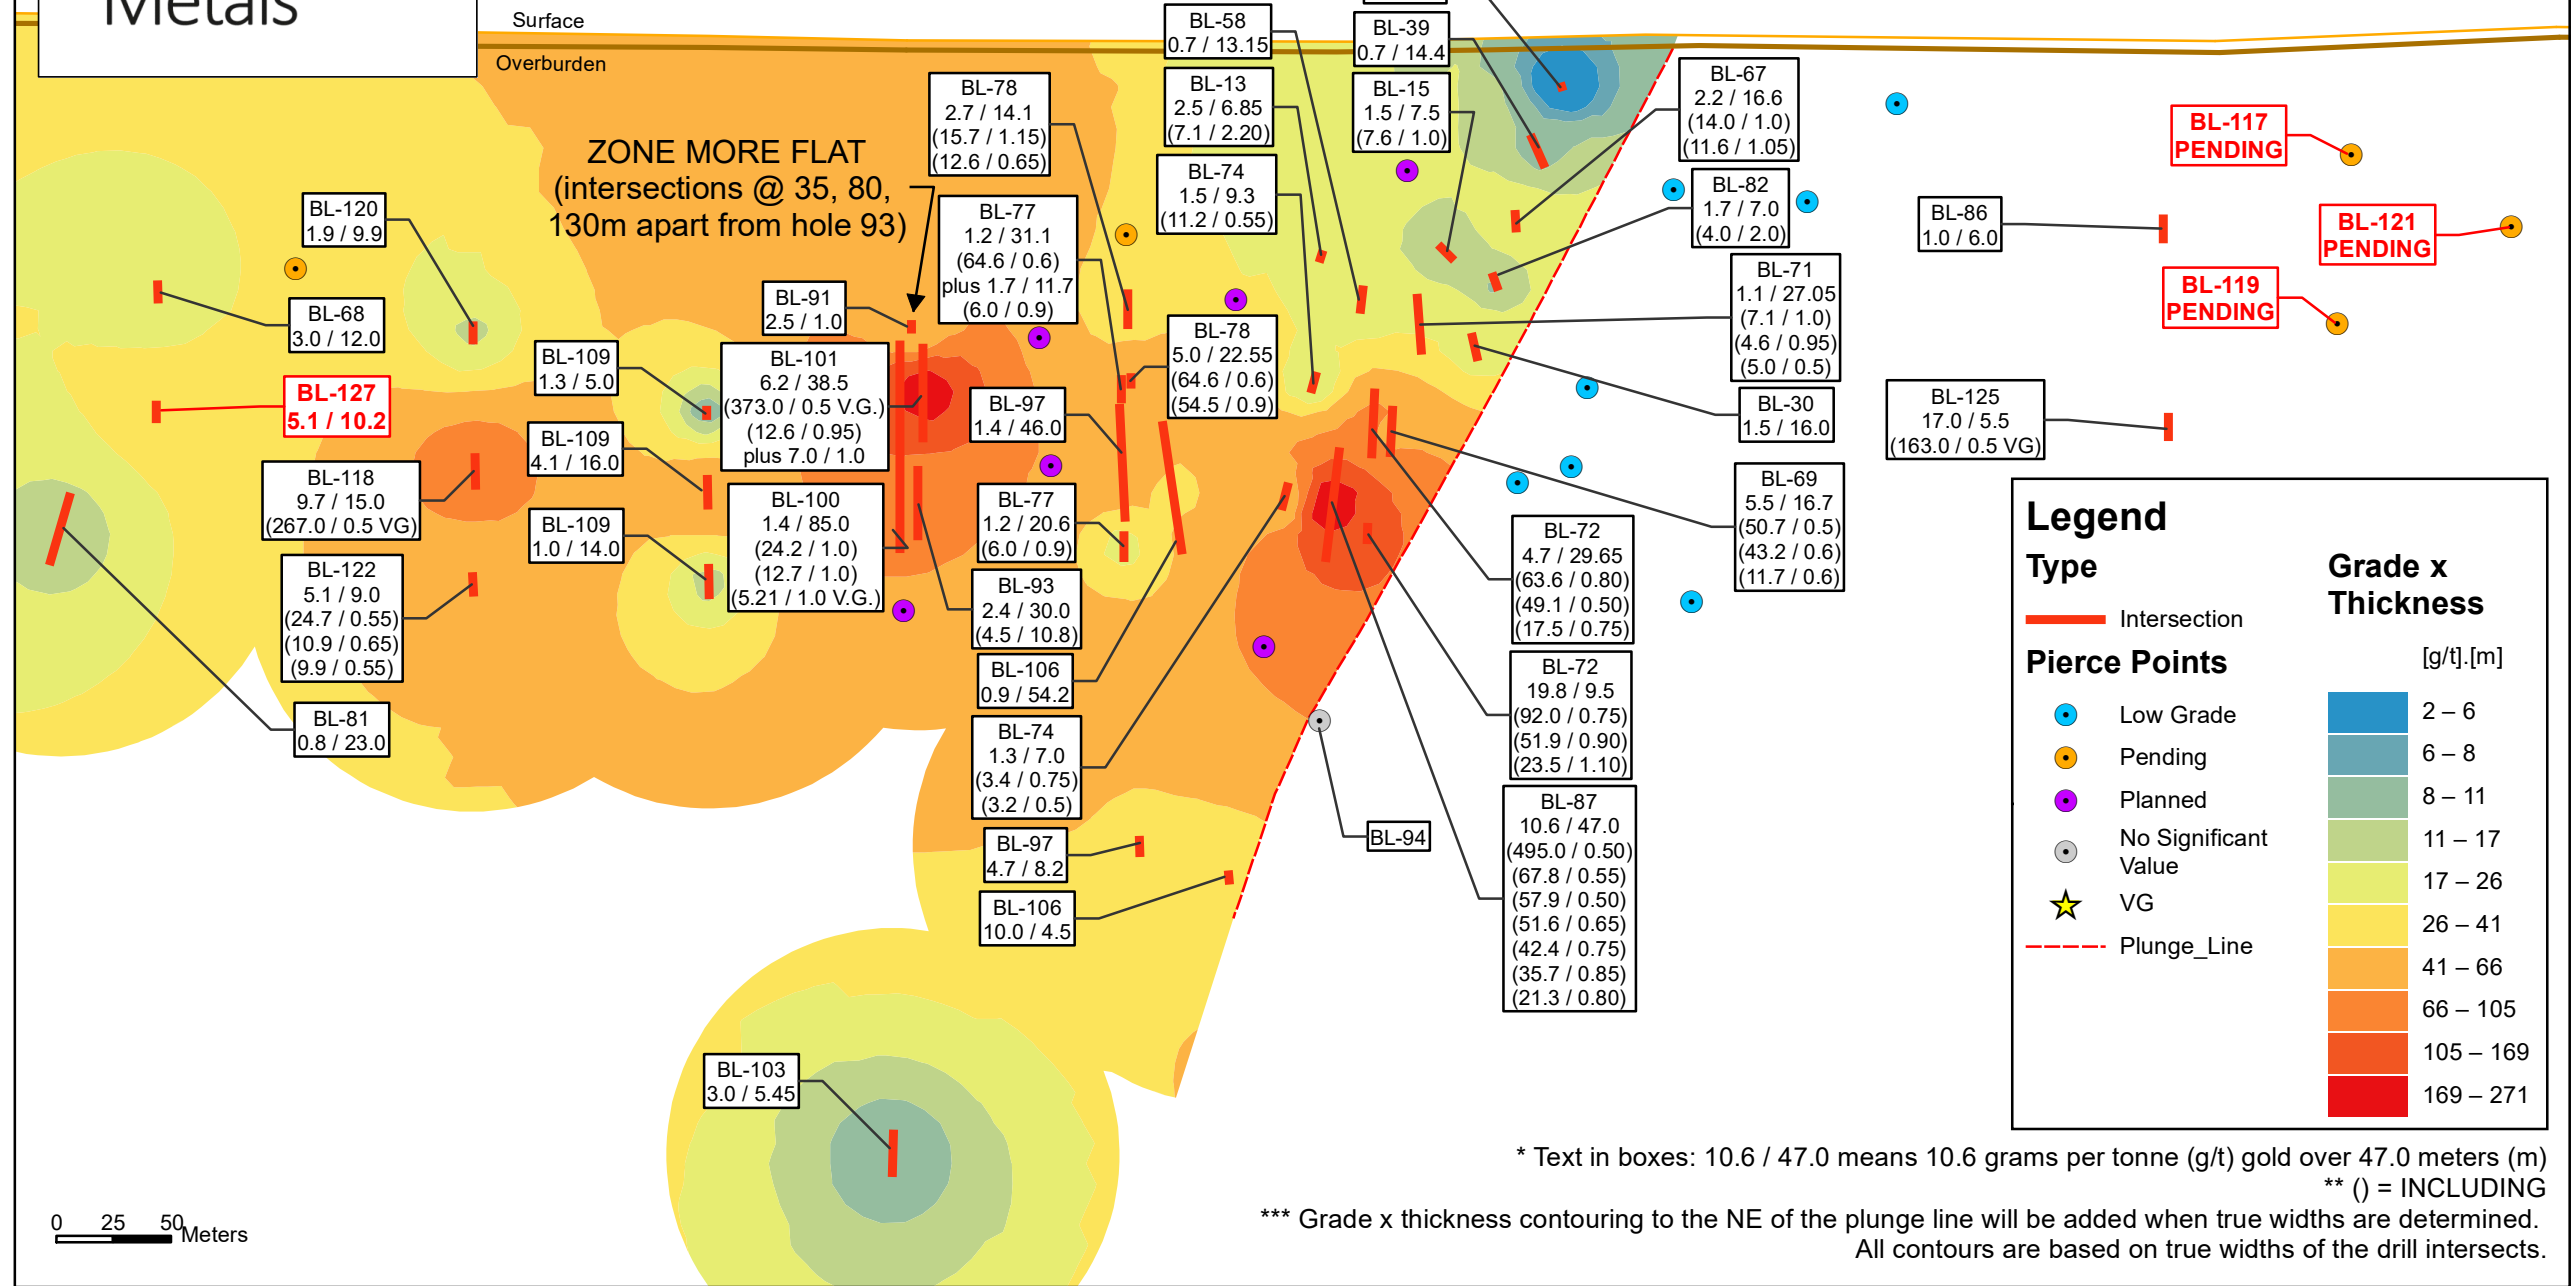 Metals
Surface
Overburden
ZONE MORE FLAT
(intersections @ 35, 80,
130m apart from hole 93)
BL-120
1.9 / 9.9
BL-68
3.0 / 12.0
BL-127
5.1 / 10.2
BL-118
9.7 / 15.0
(267.0 / 0.5 VG)
BL-122
5.1 / 9.0
(24.7 / 0.55)
(10.9 / 0.65)
(9.9 / 0.55)
BL-81
0.8 / 23.0
BL-109
1.3 / 5.0
BL-109
4.1 / 16.0
BL-109
1.0 / 14.0
BL-91
2.5 / 1.0
BL-101
6.2 / 38.5
(373.0 / 0.5 V.G.)
(12.6 / 0.95)
plus 7.0 / 1.0
BL-100
1.4 / 85.0
(24.2 / 1.0)
(12.7 / 1.0)
(5.21 / 1.0 V.G.)
BL-78
2.7 / 14.1
(15.7 / 1.15)
(12.6 / 0.65)
BL-77
1.2 / 31.1
(64.6 / 0.6)
plus 1.7 / 11.7
(6.0 / 0.9)
BL-97
1.4 / 46.0
BL-77
1.2 / 20.6
(6.0 / 0.9)
BL-93
2.4 / 30.0
(4.5 / 10.8)
BL-106
0.9 / 54.2
BL-74
1.3 / 7.0
(3.4 / 0.75)
(3.2 / 0.5)
BL-97
4.7 / 8.2
BL-106
10.0 / 4.5
BL-103
3.0 / 5.45
BL-58
0.7 / 13.15
BL-13
2.5 / 6.85
(7.1 / 2.20)
BL-74
1.5 / 9.3
(11.2 / 0.55)
BL-78
5.0 / 22.55
(64.6 / 0.6)
(54.5 / 0.9)
BL-39
0.7 / 14.4
BL-15
1.5 / 7.5
(7.6 / 1.0)
BL-67
2.2 / 16.6
(14.0 / 1.0)
(11.6 / 1.05)
BL-82
1.7 / 7.0
(4.0 / 2.0)
BL-71
1.1 / 27.05
(7.1 / 1.0)
(4.6 / 0.95)
(5.0 / 0.5)
BL-30
1.5 / 16.0
BL-69
5.5 / 16.7
(50.7 / 0.5)
(43.2 / 0.6)
(11.7 / 0.6)
BL-72
4.7 / 29.65
(63.6 / 0.80)
(49.1 / 0.50)
(17.5 / 0.75)
BL-72
19.8 / 9.5
(92.0 / 0.75)
(51.9 / 0.90)
(23.5 / 1.10)
BL-87
10.6 / 47.0
(495.0 / 0.50)
(67.8 / 0.55)
(57.9 / 0.50)
(51.6 / 0.65)
(42.4 / 0.75)
(35.7 / 0.85)
(21.3 / 0.80)
BL-94
BL-86
1.0 / 6.0
BL-125
17.0 / 5.5
(163.0 / 0.5 VG)
BL-117
PENDING
BL-121
PENDING
BL-119
PENDING
Legend
Type
Intersection
Pierce Points
Low Grade
Pending
Planned
No Significant
Value
VG
Plunge_Line
Grade x
Thickness
[g/t].[m]
2 – 6
6 – 8
8 – 11
11 – 17
17 – 26
26 – 41
41 – 66
66 – 105
105 – 169
169 – 271
* Text in boxes: 10.6 / 47.0 means 10.6 grams per tonne (g/t) gold over 47.0 meters (m)
** () = INCLUDING
*** Grade x thickness contouring to the NE of the plunge line will be added when true widths are determined.
All contours are based on true widths of the drill intersects.
0 25 50 Meters